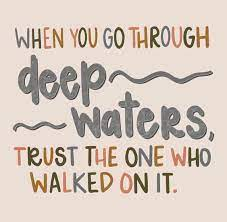 WHEN YOU GO THROUGH
deep
waters,
TRUST THE ONE WHO
WALKED ON IT.